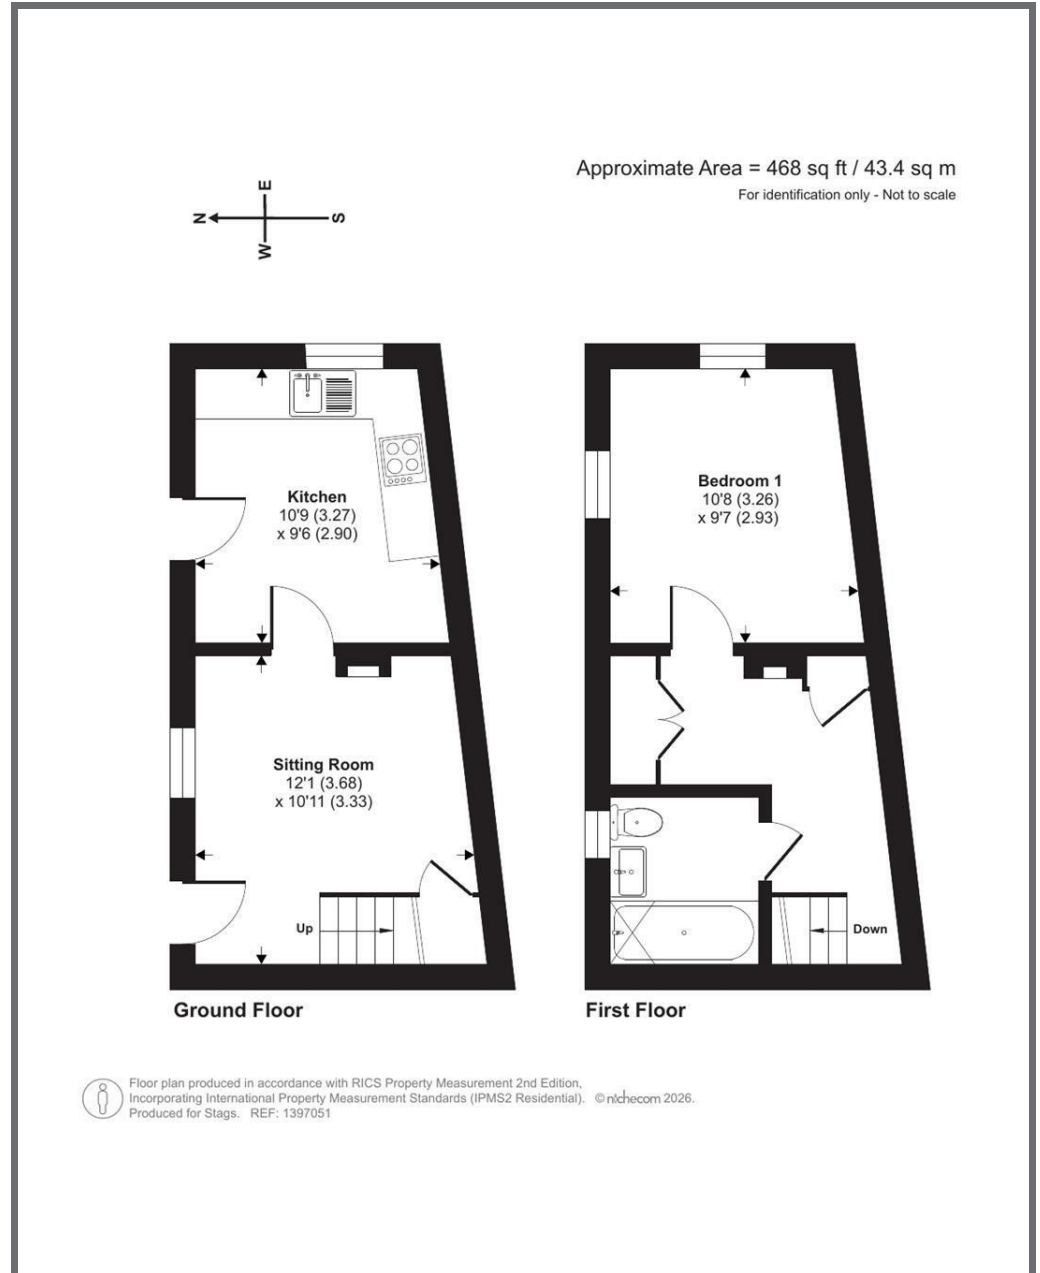 Approximate Area = 468 sq ft / 43.4 sq m
For identification only - Not to scale
E
N
S
W
Kitchen
10'9 (3.27)
x 9'6 (2.90)
Bedroom 1
10'8 (3.26)
x 9'7 (2.93)
Sitting Room
12'1 (3.68)
x 10'11 (3.33)
Up
Down
Ground Floor
First Floor
Floor plan produced in accordance with RICS Property Measurement 2nd Edition,
Incorporating International Property Measurement Standards (IPMS2 Residential). © nichecom 2026.
Produced for Stags. REF: 1397051